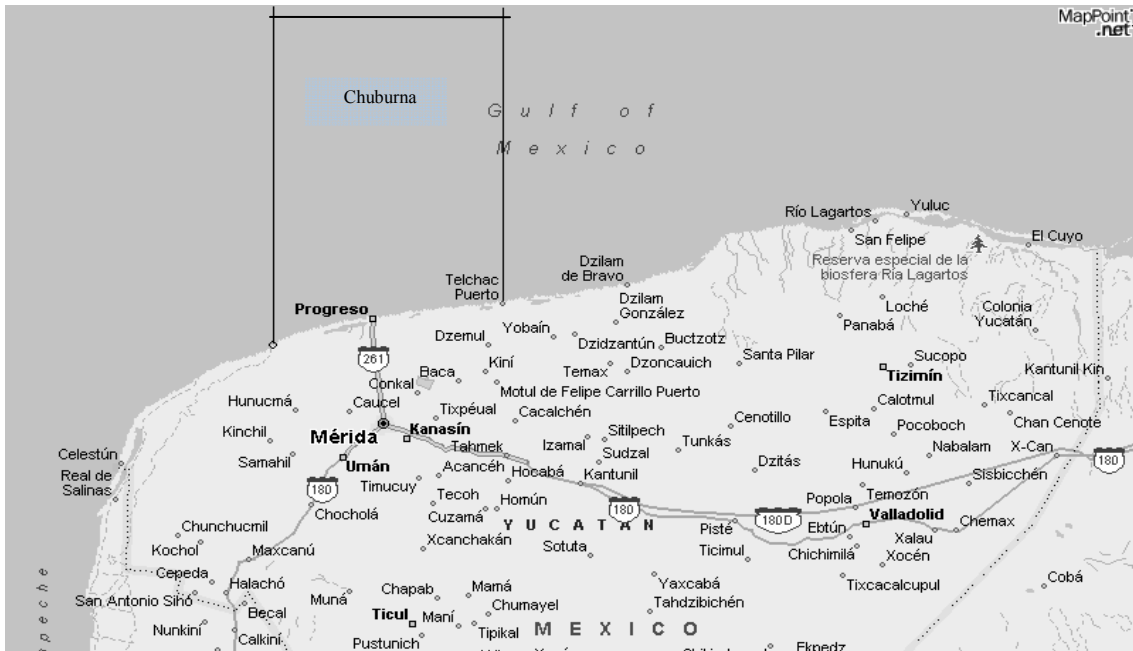 MapPoint
.net
Chuburna
Gulf of
Mexico
Río Lagartos
Yuluc
San Felipe
El Cuyo
Reserva especial de la
biosfera Ría Lagartos
Telchac
Puerto
Dzilam
de Bravo
Progreso
Dzilam
González
Loché
Colonia
Yucatán
Panabá
Dzemul
Yobaín
Dzidzantún
Buctzotz
261
Kiní
Temax
Dzoncauich
Santa Pilar
Sucopo
Baca
Conkal
Tizimín
Kantunil Kin
Motul de Felipe Carrillo Puerto
Hunucmá
Caucel
Tixpéual
Cacalchén
Calotmul
Tixcancal
Kinchil
Mérida
Kanasín
Cenotillo
Espita
Chan Cenote
Izamal
Sitilpech
Tunkás
Pocoboch
Celestún
Samahil
Umán
Tahmek
Sudzal
Nabalam
X-Can
Real de
Salinas
Acancéh
Hocabá
Kantunil
Dzitás
Hunukú
Sisbicchén
180
180
Timucuy
Tecoh
Homún
Popola
Temozón
Chocholá
Cuzamá
180
YUCATÁN
180D
Pisté
Ebtún
Valladolid
Chemax
Chunchucmil
Xcanchakán
Xalau
Kochol
Maxcanú
Sotuta
Ticimul
Chichimilá
Xocén
Cepeda
Halachó
Chapab
Mamá
Yaxcabá
Tixcacalcupul
Cobá
San Antonio Sihó
Muná
Becal
Ticul
Maní
Chumayel
Tahdzibichén
Nunkiní
Calkiní
Pustunich
Tipikal
MEXICO
Ekpedz
peche